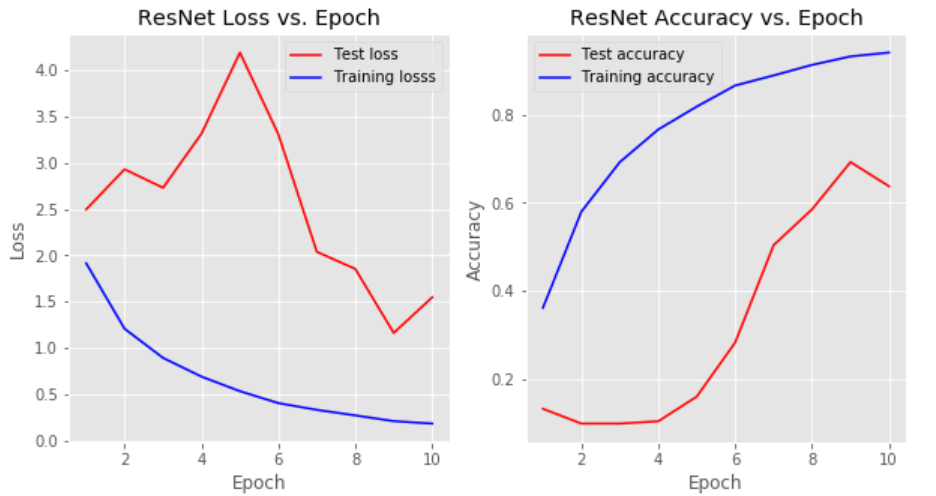 ResNet Loss vs. Epoch
Test loss
Training losss
4.0
3.5
3.0
2.5
2.0
1.5
1.0
0.5
0.0
Loss
2 4 6 8 10
Epoch
ResNet Accuracy vs. Epoch
Test accuracy
Training accuracy
0.8
0.6
0.4
0.2
Accuracy
2 4 6 8 10
Epoch